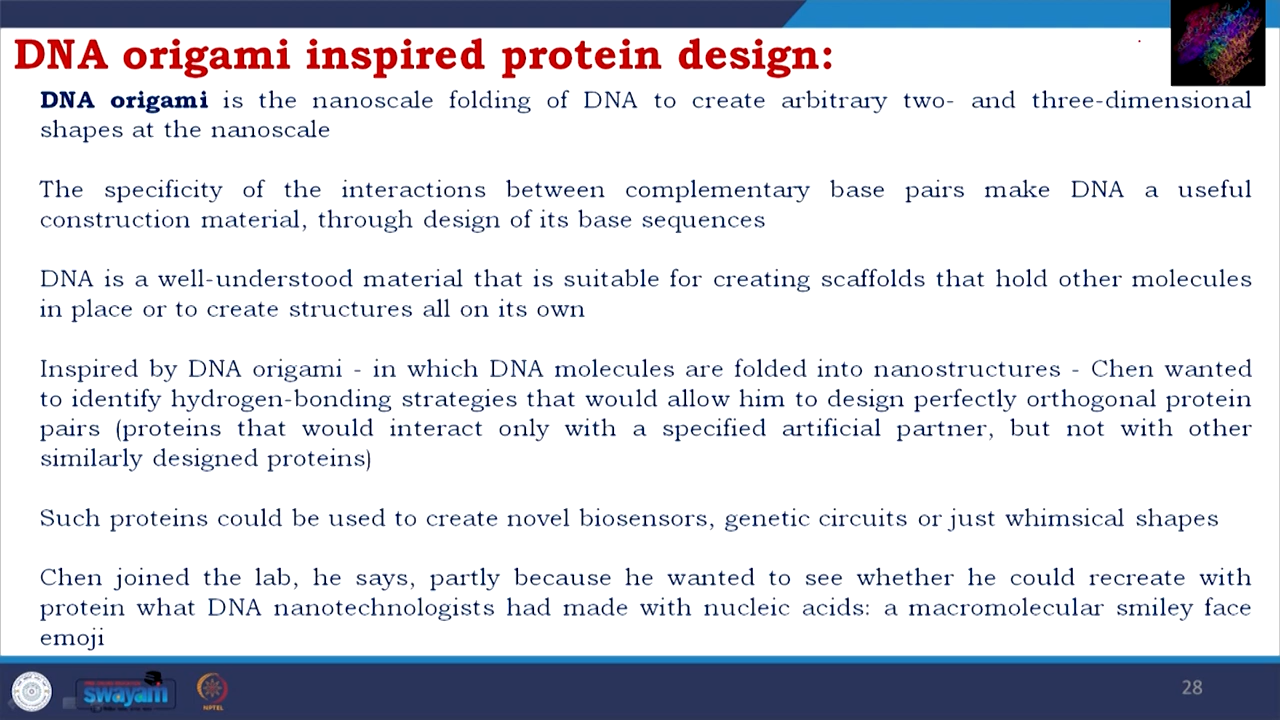 DNA origami inspired protein design:
DNA origami is the nanoscale folding of DNA to create arbitrary two- and three-dimensional
shapes at the nanoscale
The specificity of the interactions between complementary base pairs make DNA a useful
construction material, through design of its base sequences
DNA is a well-understood material that is suitable for creating scaffolds that hold other molecules
in place or to create structures all on its own
Inspired by DNA origami - in which DNA molecules are folded into nanostructures - Chen wanted
to identify hydrogen-bonding strategies that would allow him to design perfectly orthogonal protein
pairs (proteins that would interact only with a specified artificial partner, but not with other
similarly designed proteins)
Such proteins could be used to create novel biosensors, genetic circuits or just whimsical shapes
Chen joined the lab, he says, partly because he wanted to see whether he could recreate with
protein what DNA nanotechnologists had made with nucleic acids: a macromolecular smiley face
emoji
swayam
NPTEL
28